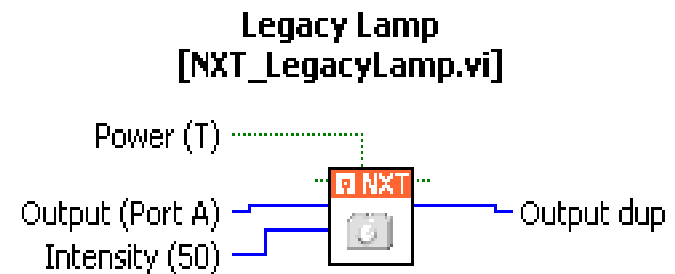 Legacy Lamp
[NXT_LegacyLamp.vi]
Power (T)
NXT
Output (Port A)
Output dup
Intensity (50)